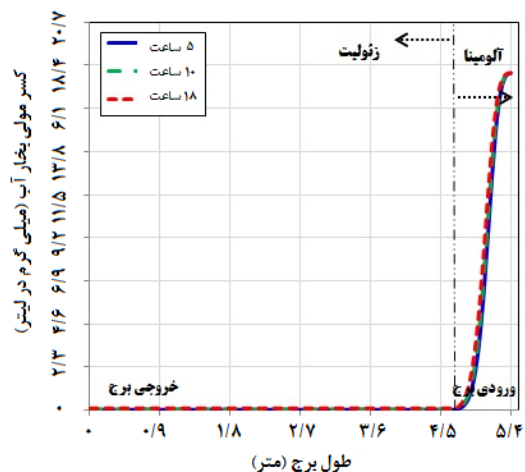 کسر مولی بخار آب (میلی گرم در لیتر)
۲۰/۷
۱۸/۴
۶/۱
۱۳/۸
۱۱/۵
۹/۲
۶/۹
۴/۶
۲/۳
۰
۵ ساعت
۱۰ ساعت
۱۸ ساعت
زئولیت
آلومینا
خروجی برج
ورودی برج
۰ ۰/۹ ۱/۸ ۲/۷ ۳/۶ ۴/۵ ۵/۴
طول برج (متر)